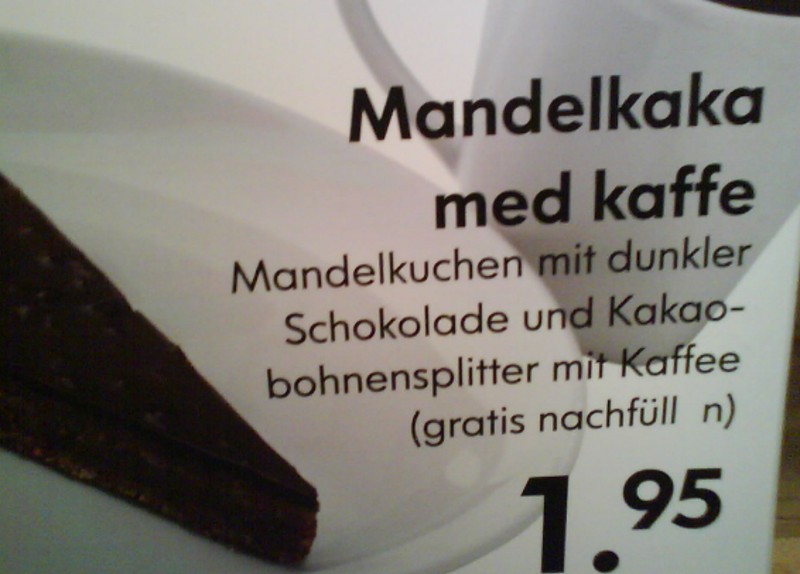 Mandelkaka
med kaffe
Mandelkuchen mit dunkler
Schokolade und Kakao-
bohnensplitter mit Kaffee
(gratis nachfüll n)
1.95